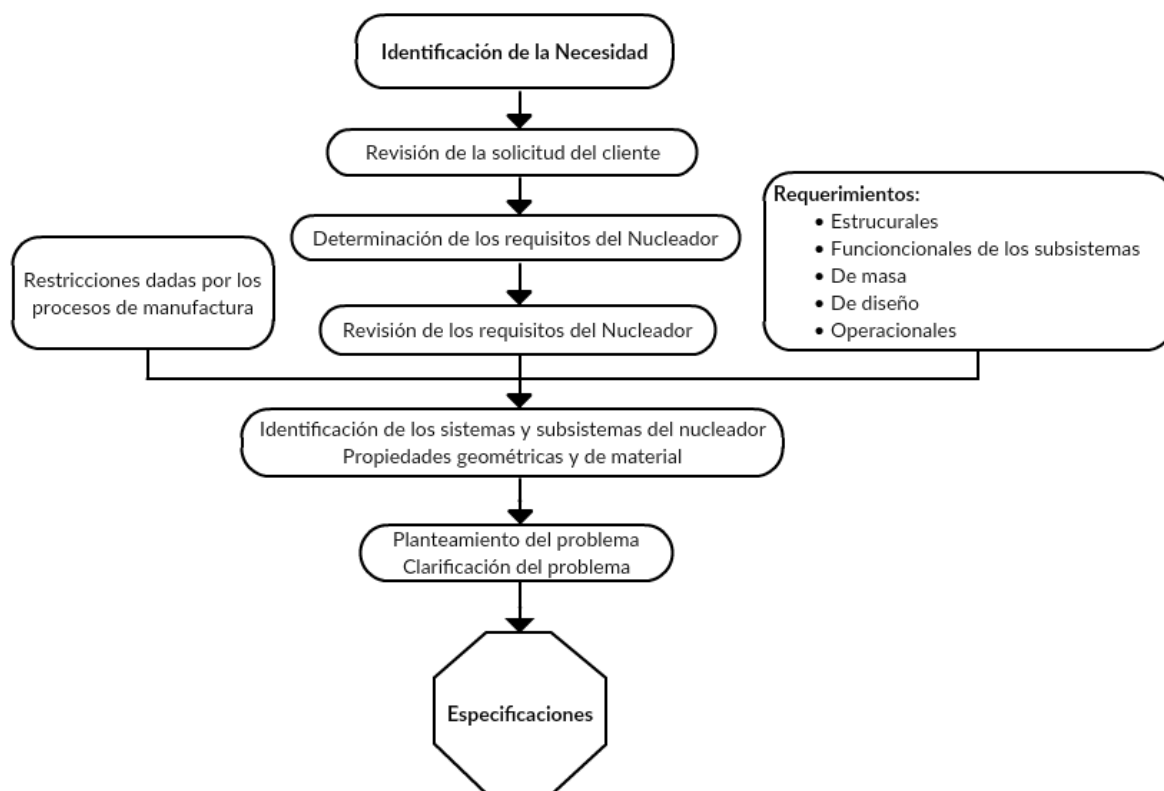 Identificación de la Necesidad
Revisión de la solicitud del cliente
Determinación de los requisitos del Nucleador
Revisión de los requisitos del Nucleador
Restricciones dadas por los
procesos de manufactura
Requerimientos:
• Estrucurales
• Funcioncionales de los subsistemas
• De masa
• De diseño
• Operacionales
Identificación de los sistemas y subsistemas del nucleador
Propiedades geométricas y de material
Planteamiento del problema
Clarificación del problema
Especificaciones